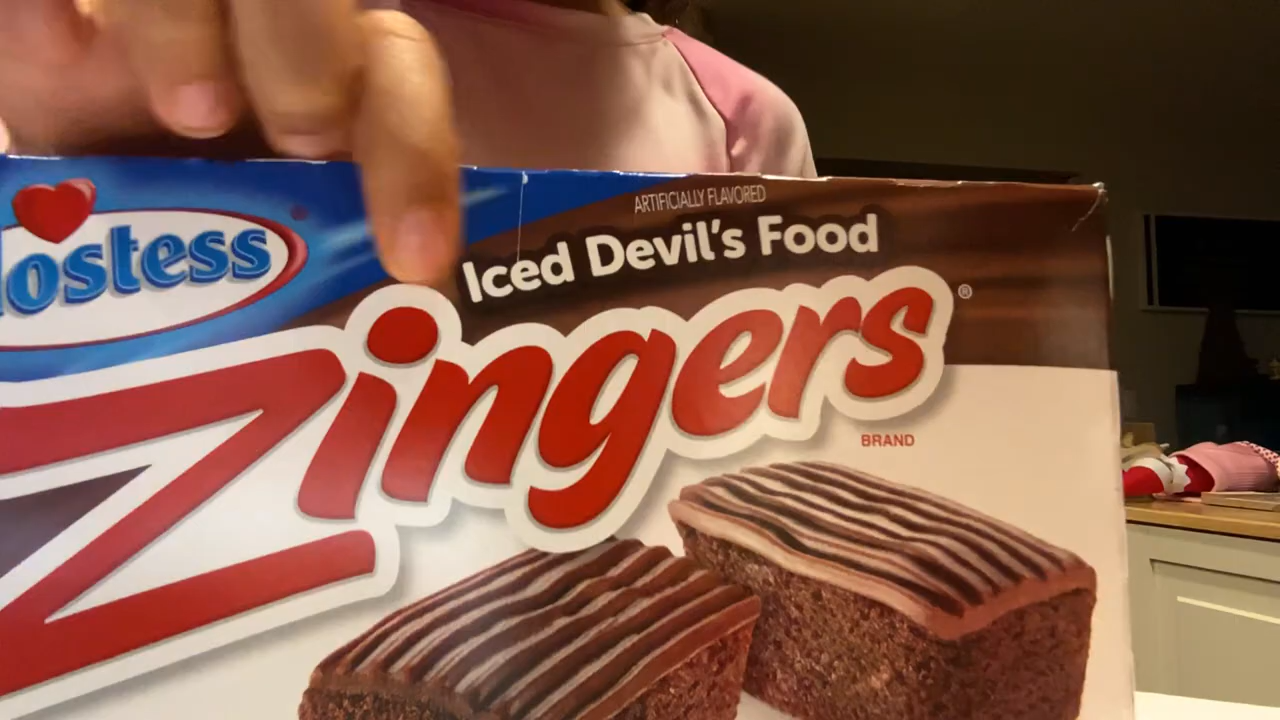 ostess
ARTIFICIALLY FLAVORED
Iced Devil's Food
Zingers®
BRAND